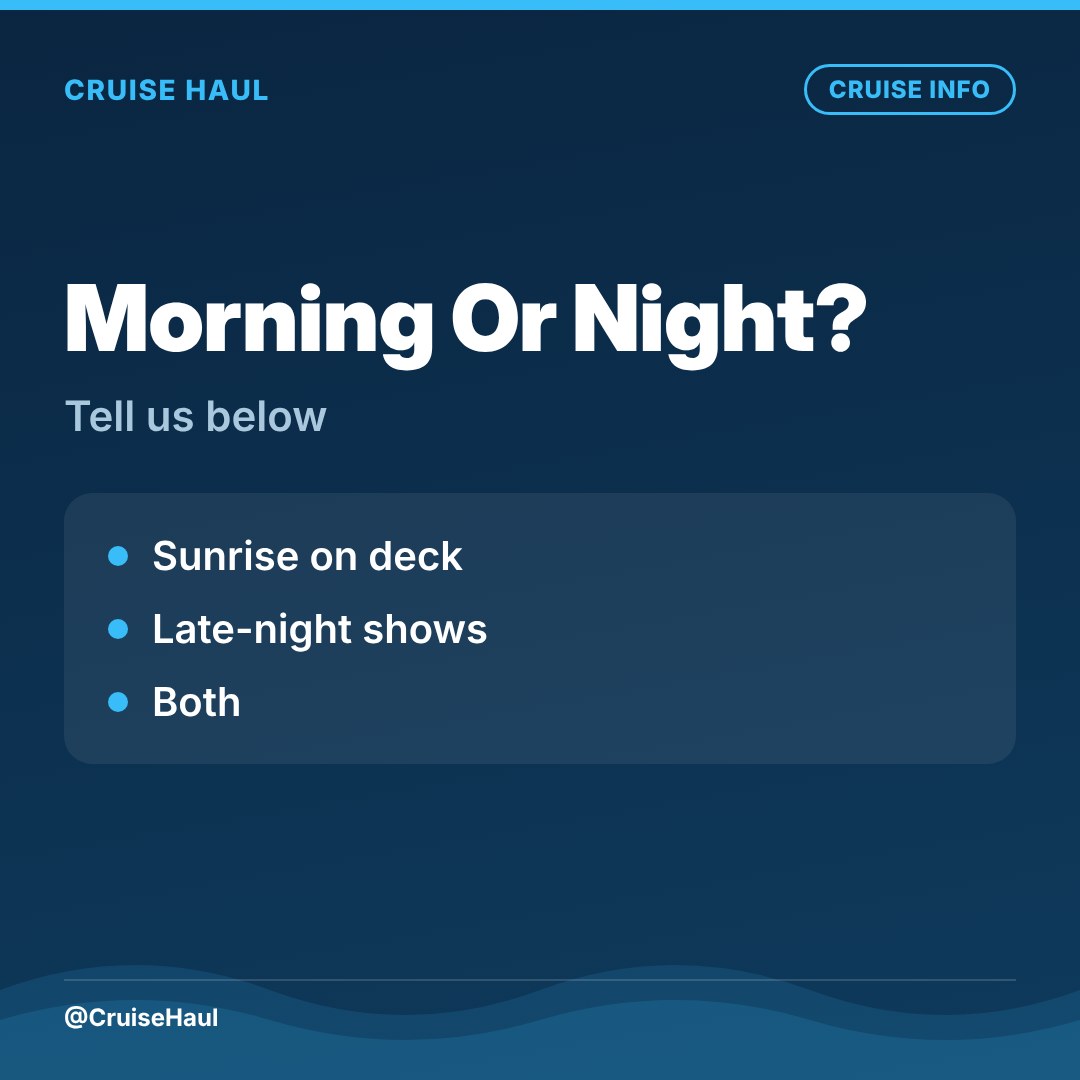 CRUISE HAUL
CRUISE INFO
Morning Or Night?
Tell us below
Sunrise on deck
Late-night shows
Both
@CruiseHaul